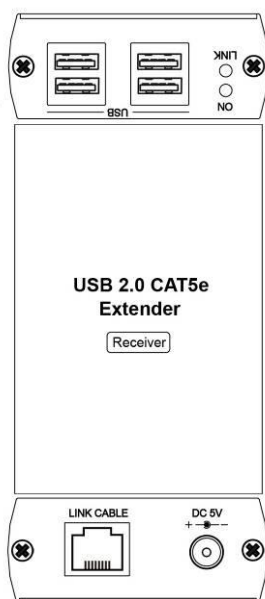 LINK
ON
USB
USB 2.0 CAT5e
Extender
Receiver
LINK CABLE
DC 5V
+ -